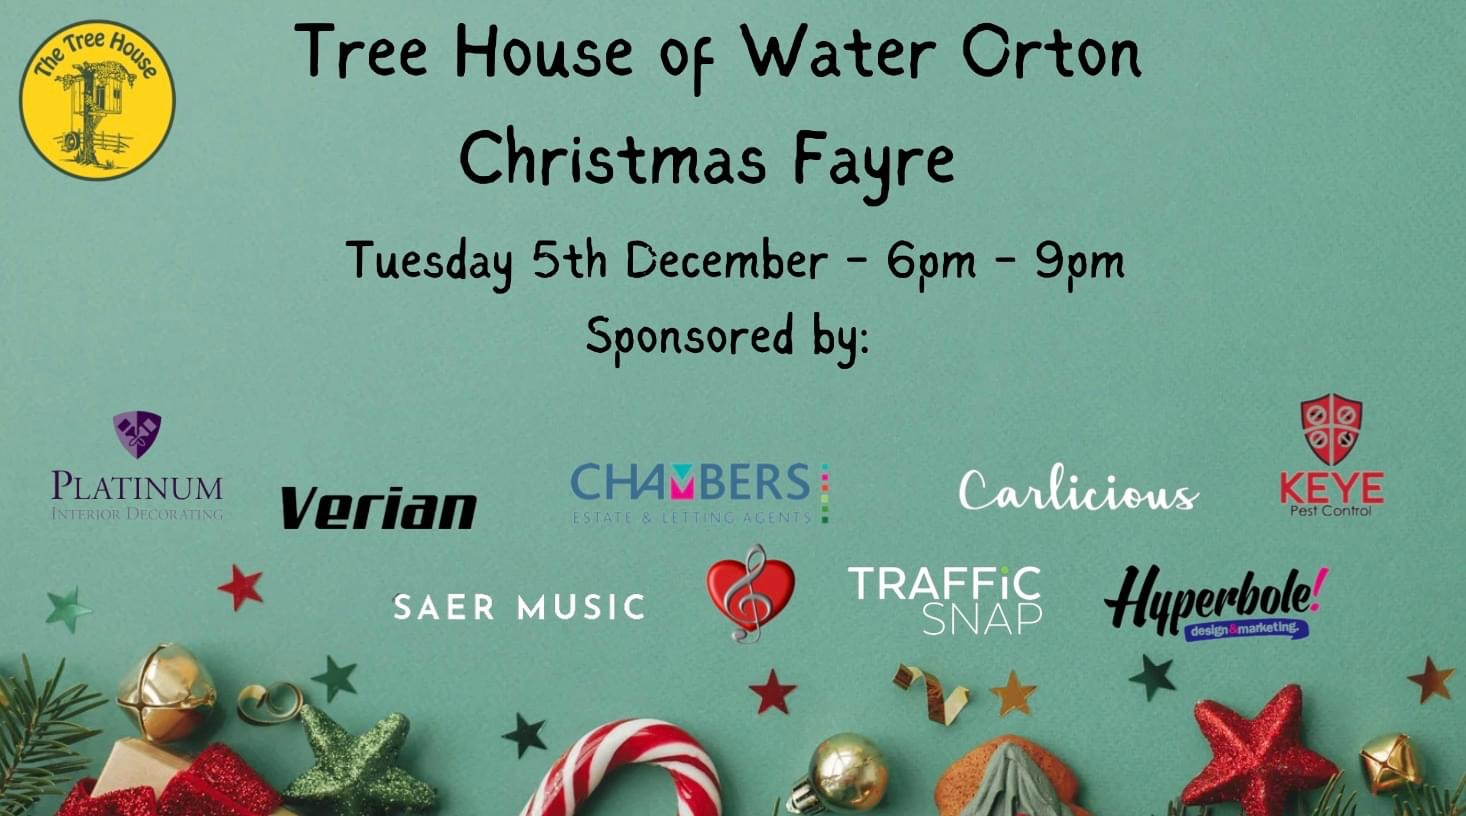 The Tree House
Tree House of Water Orton
Christmas Fayre
Tuesday 5th December - 6pm - 9pm
Sponsored by:
PLATINUM
INTERIOR DECORATING
Verian
CHAMBERS
ESTATE & LETTING AGENTS
Carlicious
KEYE
Pest Control
SAER MUSIC
TRAFFiC
SNAP
Hyperbole!
design&marketing.